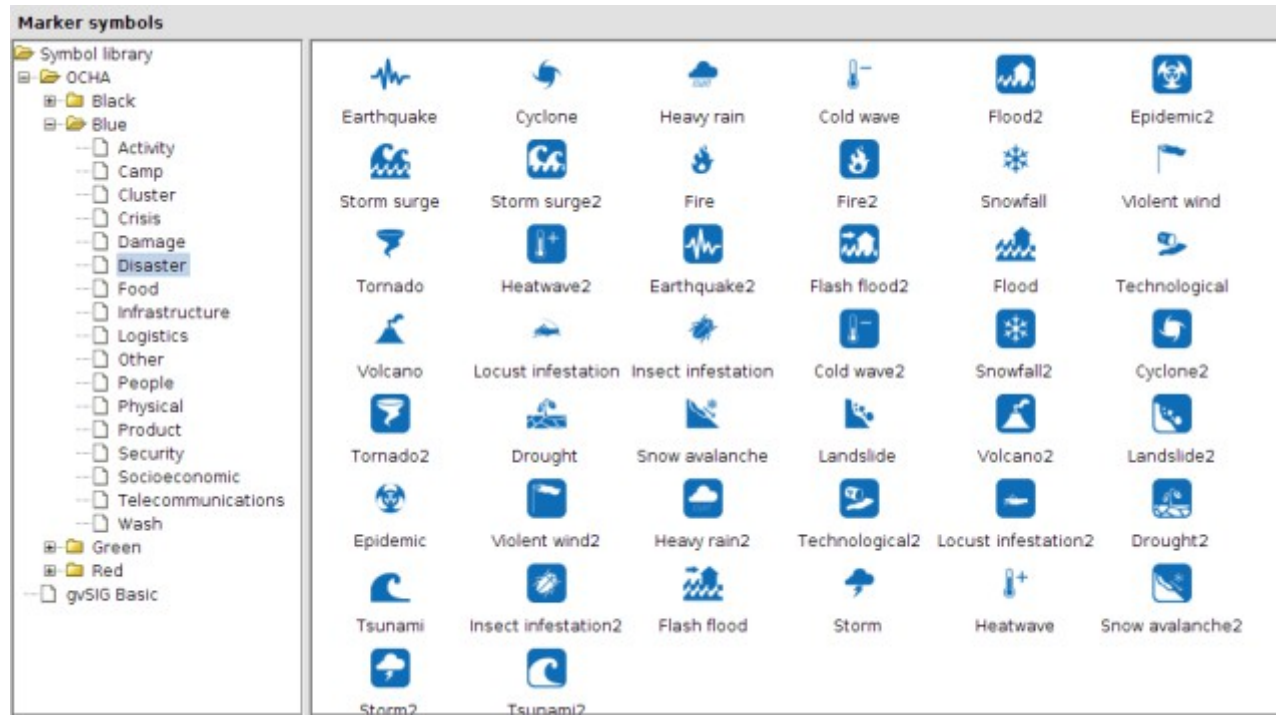 Marker symbols
Symbol library
OCHA
Black
Blue
Activity
Camp
Cluster
Crisis
Damage
Disaster
Food
Infrastructure
Logistics
Other
People
Physical
Product
Security
Socioeconomic
Telecommunications
Wash
Green
Red
gvSIG Basic
Earthquake Cyclone Heavy rain Cold wave Flood2 Epidemic2
Storm surge Storm surge2 Fire Fire2 Snowfall Violent wind
Tornado Heatwave2 Earthquake2 Flash flood2 Flood Technological
Volcano Locust infestation Insect infestation Cold wave2 Snowfall2 Cyclone2
Tornado2 Drought Snow avalanche Landslide Volcano2 Landslide2
Epidemic Violent wind2 Heavy rain2 Technological2 Locust infestation2 Drought2
Tsunami Insect infestation2 Flash flood Storm Heatwave Snow avalanche2
Storm2 Tsunami2